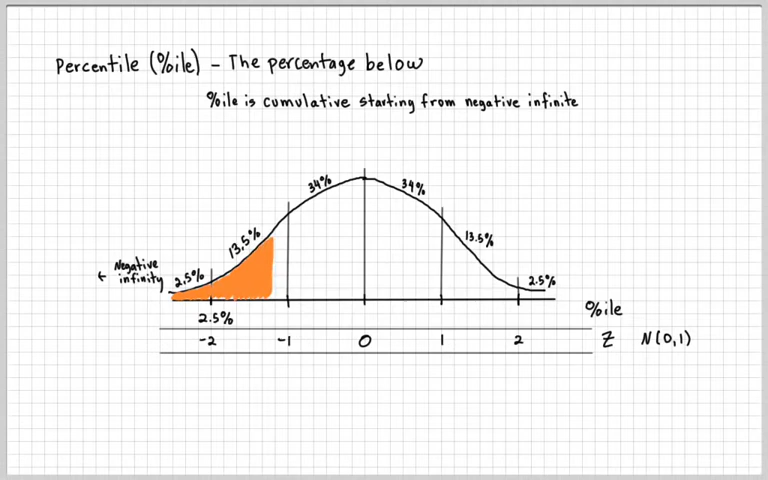 Percentile (%ile) - The percentage below
%ile is cumulative starting from negative infinite
34% 34%
13.5% 13.5%
← Negative infinity 2.5% 2.5%
2.5% %ile
-2 -1 0 1 2 Z N(0,1)